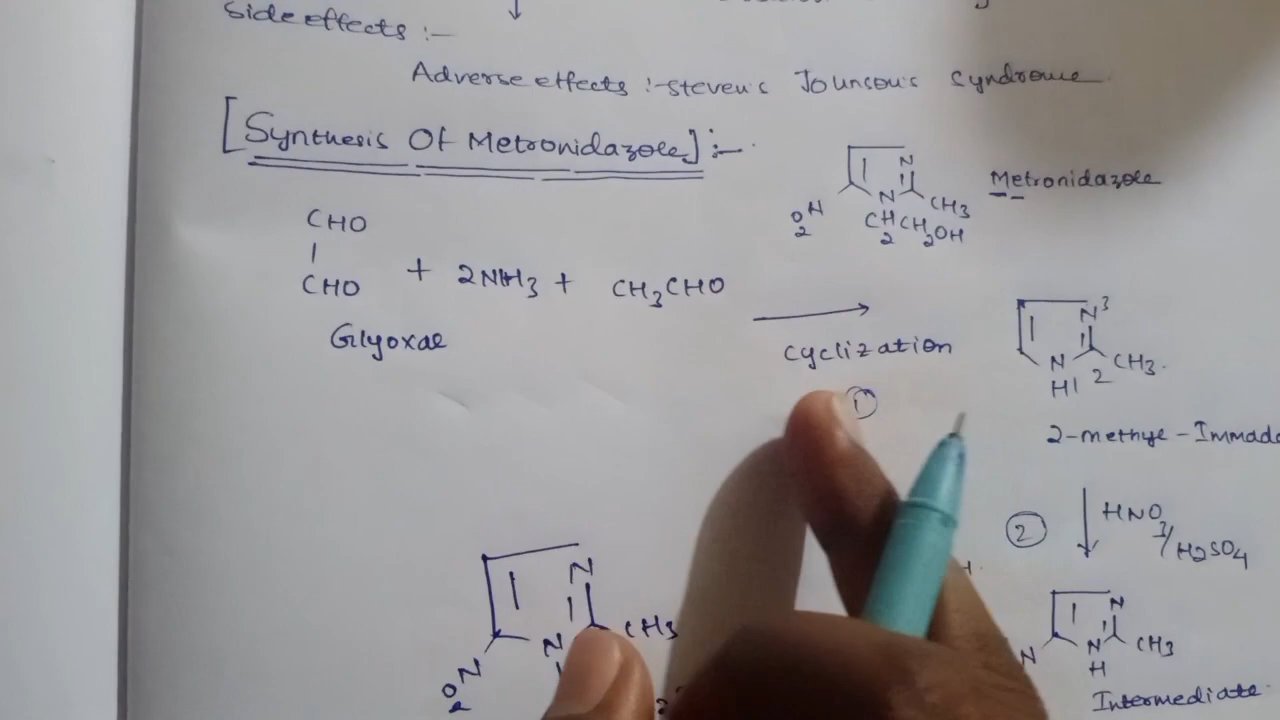 Side effects :-
Adverse effects :- Steven's Jounson's Syndrome
[Synthesis Of Metronidazole] :-
N
N
CH3
O2N
CH2CH2OH
Metronidazole
CHO
CHO
+ 2NH3 + CH3CHO
Glyoxal
cyclization
①
N3
N
H1
2
CH3.
2-methyl - Immada
②
HNO3/H2SO4
N
N
CH3
O2N
N
N
H
CH3
N
Intermediate